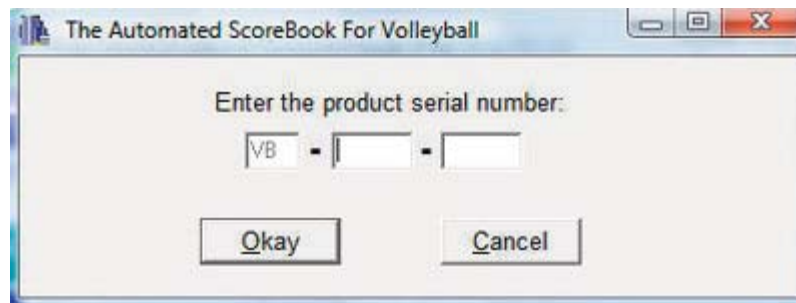 The Automated ScoreBook For Volleyball
Enter the product serial number:
VB - -
Okay Cancel